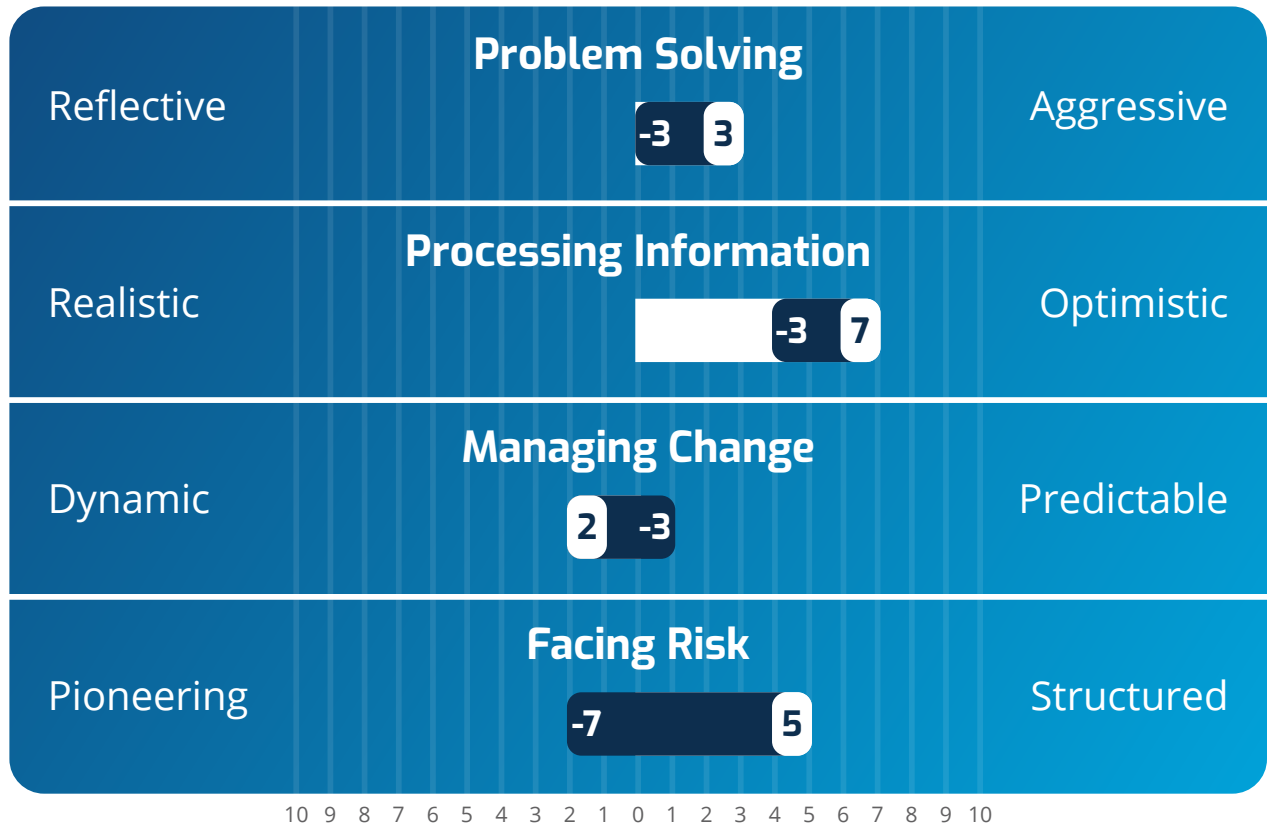 Problem Solving
Reflective
Aggressive
-3 3
Processing Information
Realistic
Optimistic
-3 7
Managing Change
Dynamic
Predictable
2 -3
Facing Risk
Pioneering
Structured
-7 5
10 9 8 7 6 5 4 3 2 1 0 1 2 3 4 5 6 7 8 9 10